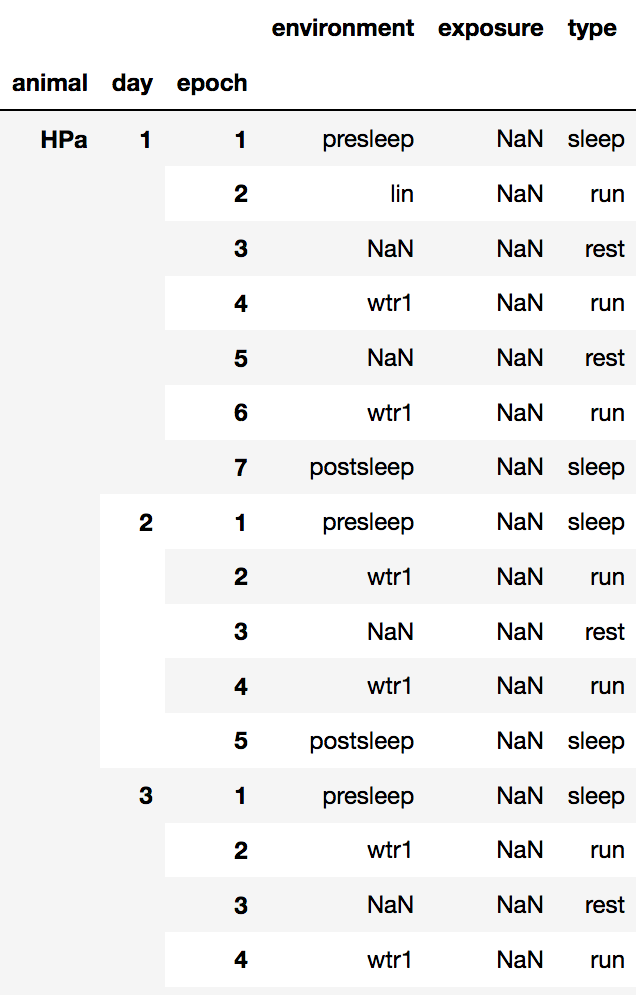 environment exposure type
animal day epoch
HPa 1 1 presleep NaN sleep
2 lin NaN run
3 NaN NaN rest
4 wtr1 NaN run
5 NaN NaN rest
6 wtr1 NaN run
7 postsleep NaN sleep
2 1 presleep NaN sleep
2 wtr1 NaN run
3 NaN NaN rest
4 wtr1 NaN run
5 postsleep NaN sleep
3 1 presleep NaN sleep
2 wtr1 NaN run
3 NaN NaN rest
4 wtr1 NaN run